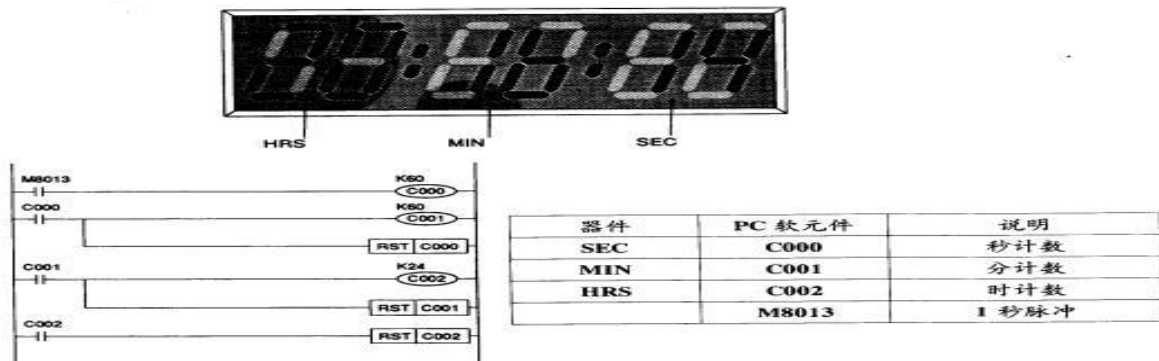 HRS MIN SEC
M8013 K60
C000
C000 K60
C001
RST C000
C001 K24
C002
RST C001
C002 RST C002
器件 PC 软元件 说明
SEC C000 秒计数
MIN C001 分计数
HRS C002 时计数
M8013 1 秒脉冲